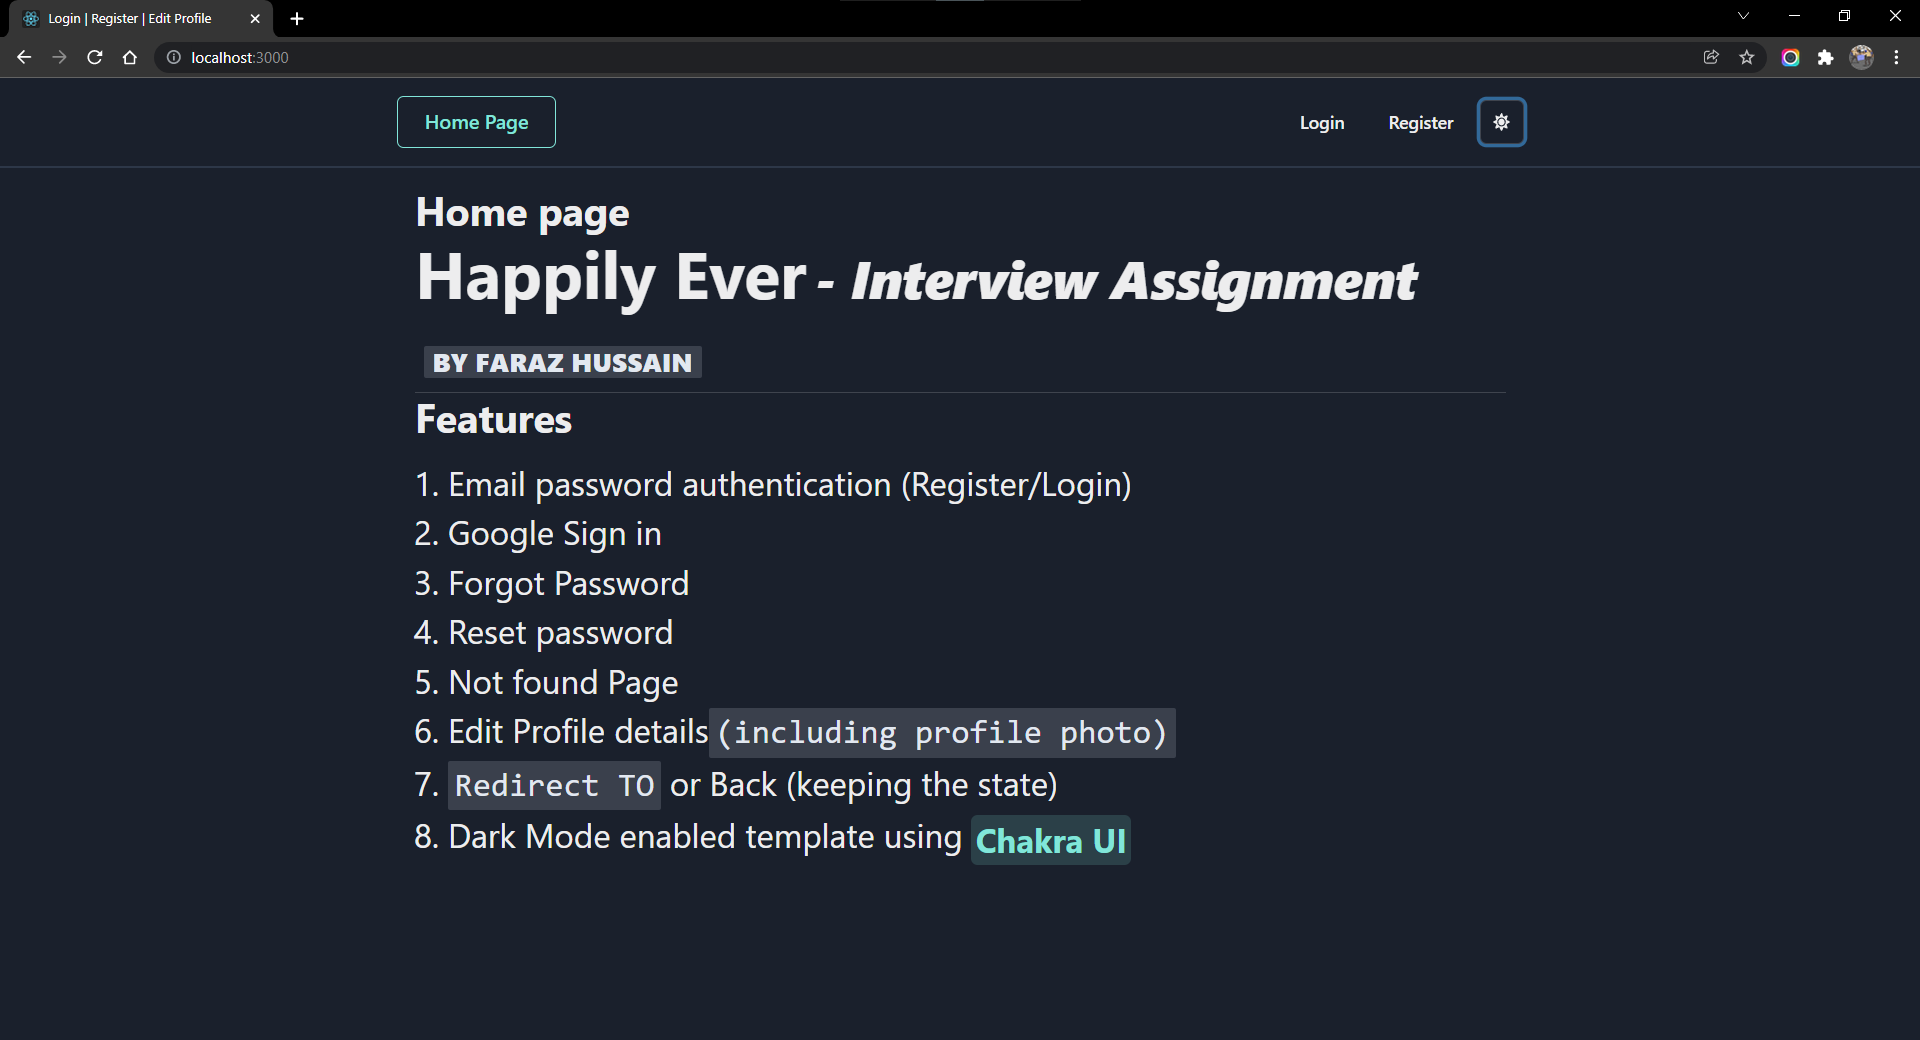 Login | Register | Edit Profile
localhost:3000
Home Page
Login
Register
Home page
Happily Ever - Interview Assignment
BY FARAZ HUSSAIN
Features
1. Email password authentication (Register/Login)
2. Google Sign in
3. Forgot Password
4. Reset password
5. Not found Page
6. Edit Profile details (including profile photo)
7. Redirect TO or Back (keeping the state)
8. Dark Mode enabled template using Chakra UI